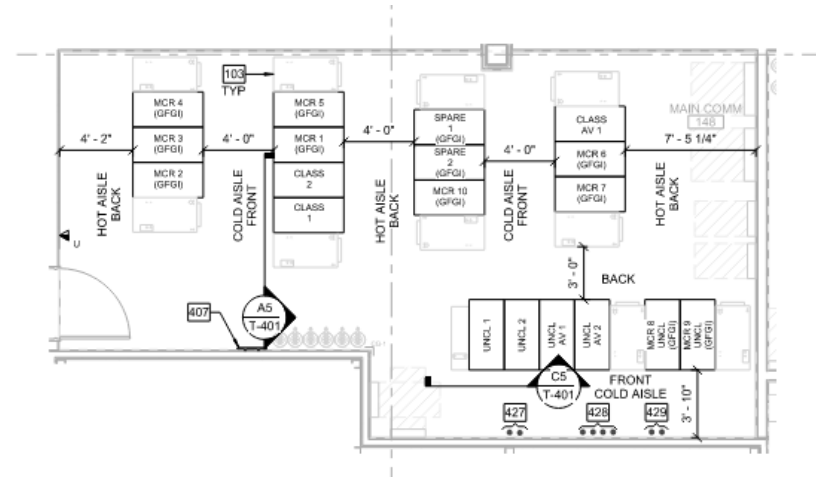 103
TYP
MCR 4
(GFGI)
MCR 3
(GFGI)
MCR 2
(GFGI)
MCR 5
(GFGI)
MCR 1
(GFGI)
CLASS
2
CLASS
1
SPARE
1
(GFGI)
SPARE
2
(GFGI)
MCR 10
(GFGI)
CLASS
AV 1
MCR 6
(GFGI)
MCR 7
(GFGI)
MAIN COMM
148
4' - 2"
4' - 0"
4' - 0"
4' - 0"
7' - 5 1/4"
HOT AISLE
BACK
COLD AISLE
FRONT
HOT AISLE
BACK
COLD AISLE
FRONT
HOT AISLE
BACK
U
3' - 0"
BACK
407
A5
T-401
UNCL 1
UNCL 2
UNCL
AV 1
UNCL
AV 2
MCR 8
UNCL
(GFGI)
MCR 9
UNCL
(GFGI)
C5
T-401
FRONT
COLD AISLE
3' - 10"
427
428
429